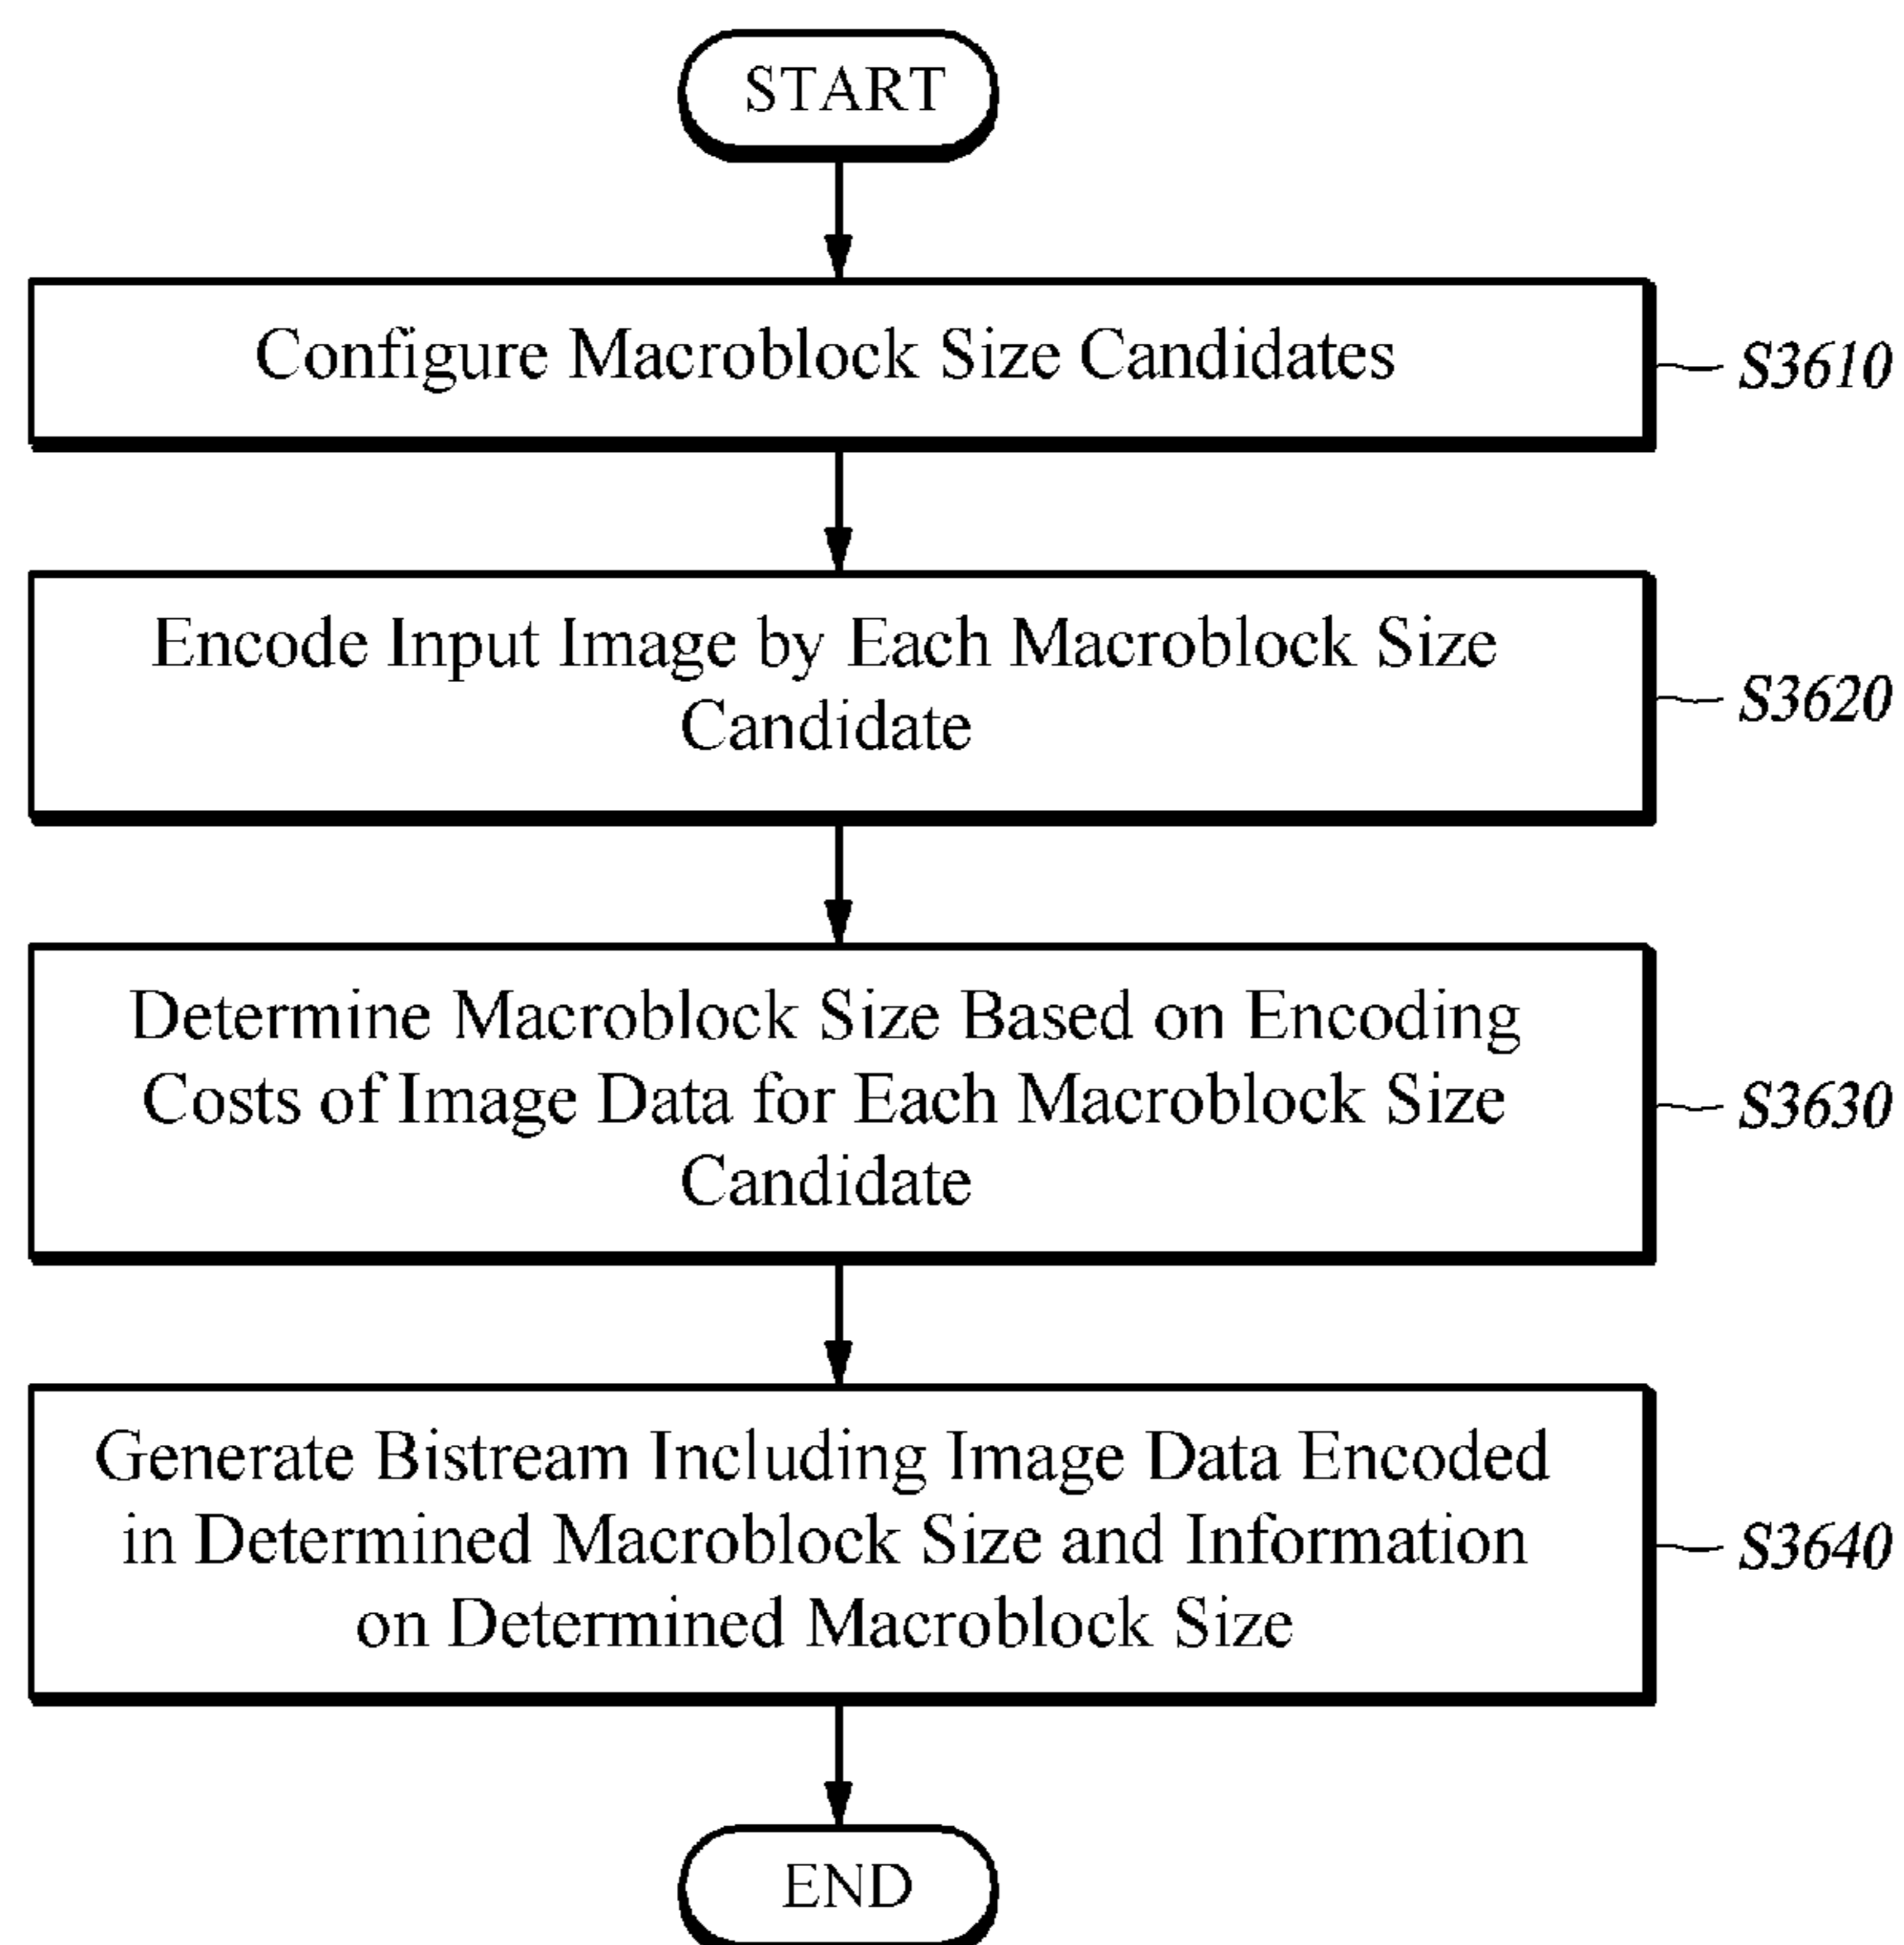 START
Configure Macroblock Size Candidates
S3610
Encode Input Image by Each Macroblock Size
Candidate
S3620
Determine Macroblock Size Based on Encoding
Costs of Image Data for Each Macroblock Size
Candidate
S3630
Generate Bistream Including Image Data Encoded
in Determined Macroblock Size and Information
on Determined Macroblock Size
S3640
END